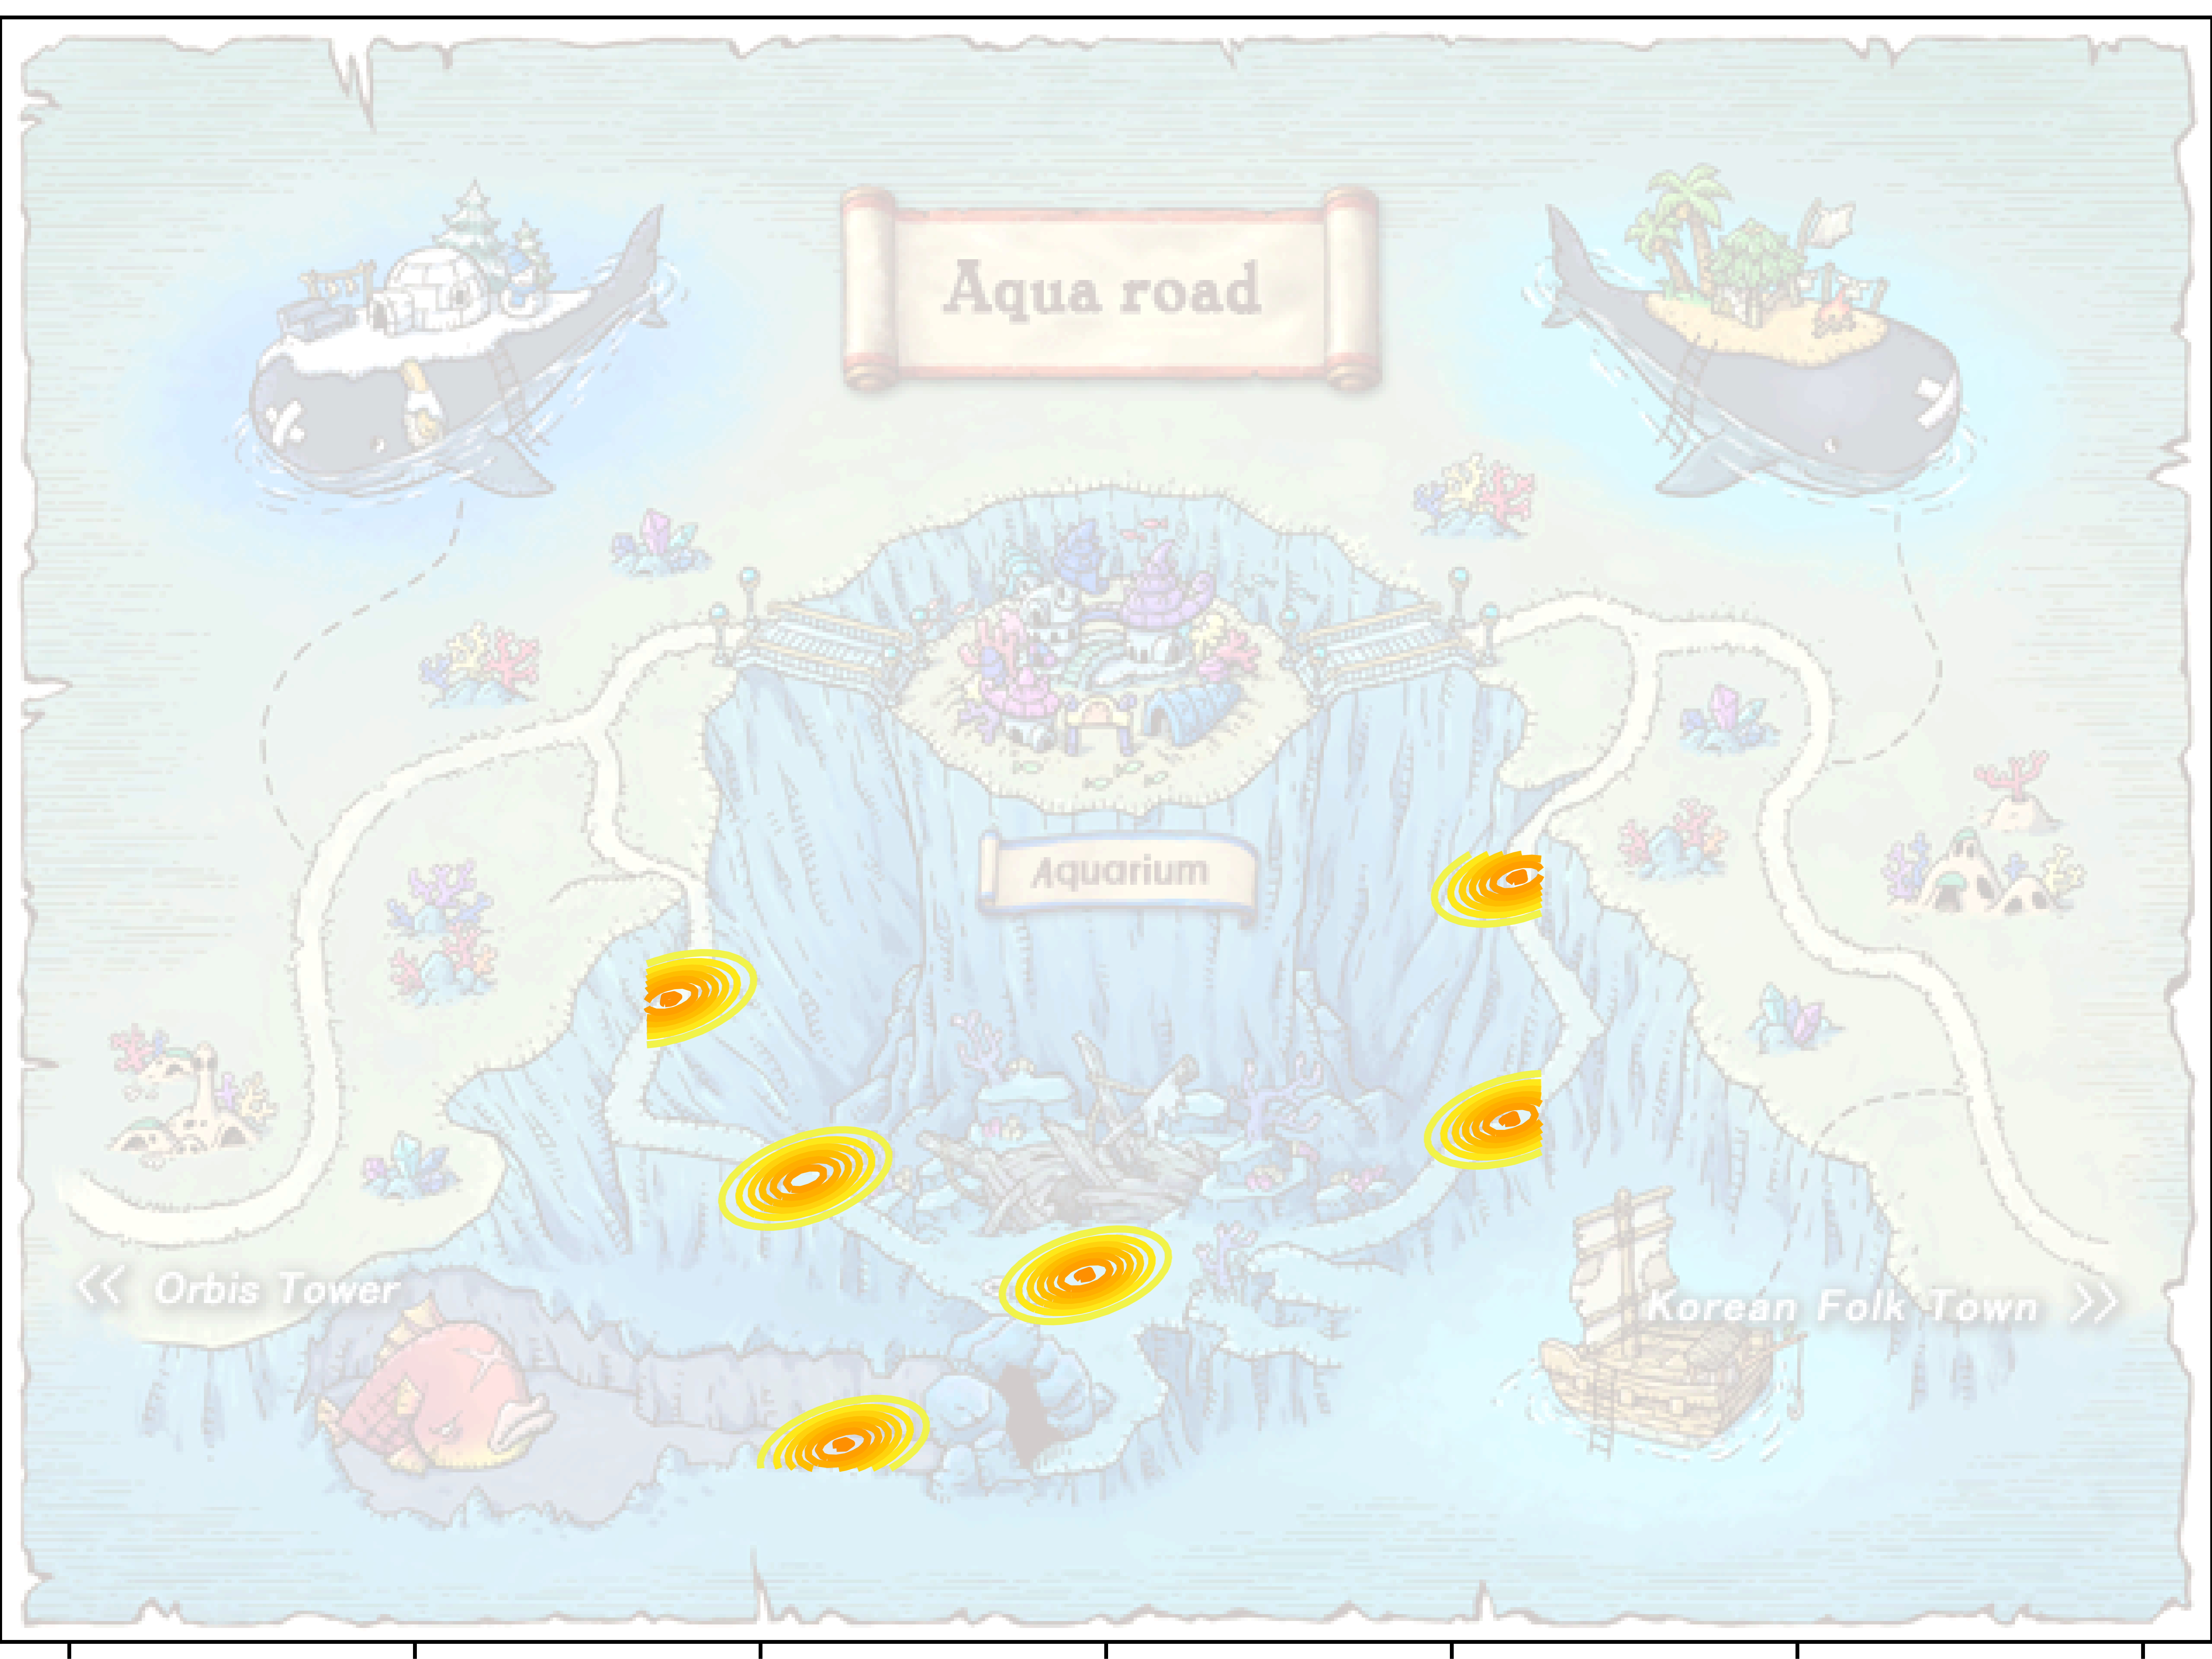 Aqua road
Aquarium
<< Orbis Tower
Korean Folk Town >>